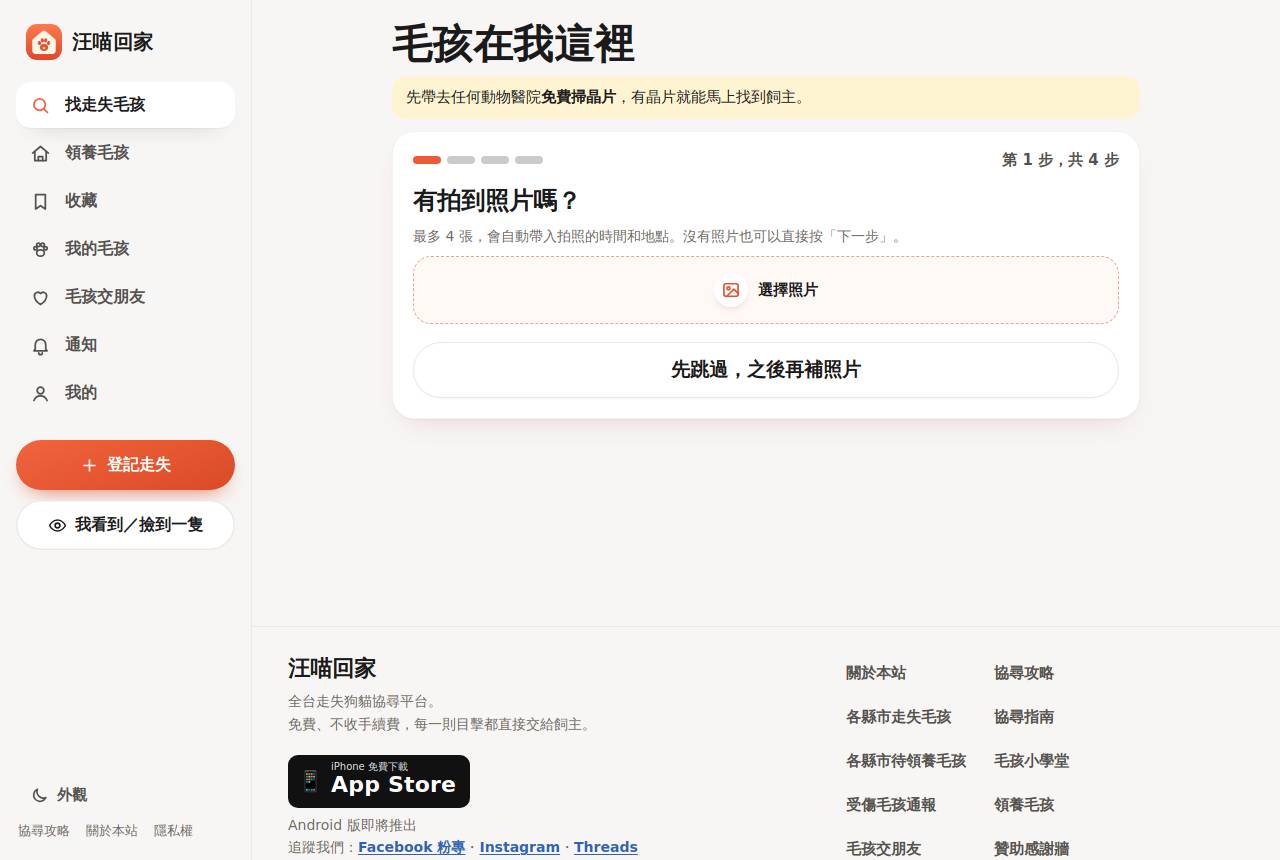 汪喵回家
找走失毛孩
領養毛孩
收藏
我的毛孩
毛孩交朋友
通知
我的
登記走失
我看到／撿到一隻
外觀
協尋攻略 關於本站 隱私權
毛孩在我這裡
先帶去任何動物醫院免費掃晶片，有晶片就能馬上找到飼主。
第 1 步，共 4 步
有拍到照片嗎？
最多 4 張，會自動帶入拍照的時間和地點。沒有照片也可以直接按「下一步」。
選擇照片
先跳過，之後再補照片
汪喵回家
全台走失狗貓協尋平台。
免費、不收手續費，每一則目擊都直接交給飼主。
iPhone 免費下載
App Store
Android 版即將推出
追蹤我們：Facebook 粉專 · Instagram · Threads
關於本站 協尋攻略
各縣市走失毛孩 協尋指南
各縣市待領養毛孩 毛孩小學堂
受傷毛孩通報 領養毛孩
毛孩交朋友 贊助感謝牆